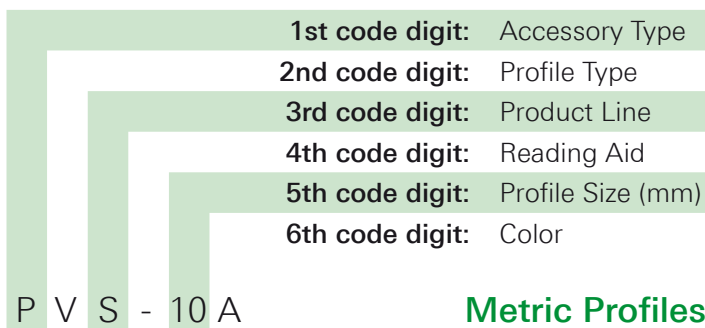 1st code digit: Accessory Type
2nd code digit: Profile Type
3rd code digit: Product Line
4th code digit: Reading Aid
5th code digit: Profile Size (mm)
6th code digit: Color
P V S - 10 A Metric Profiles